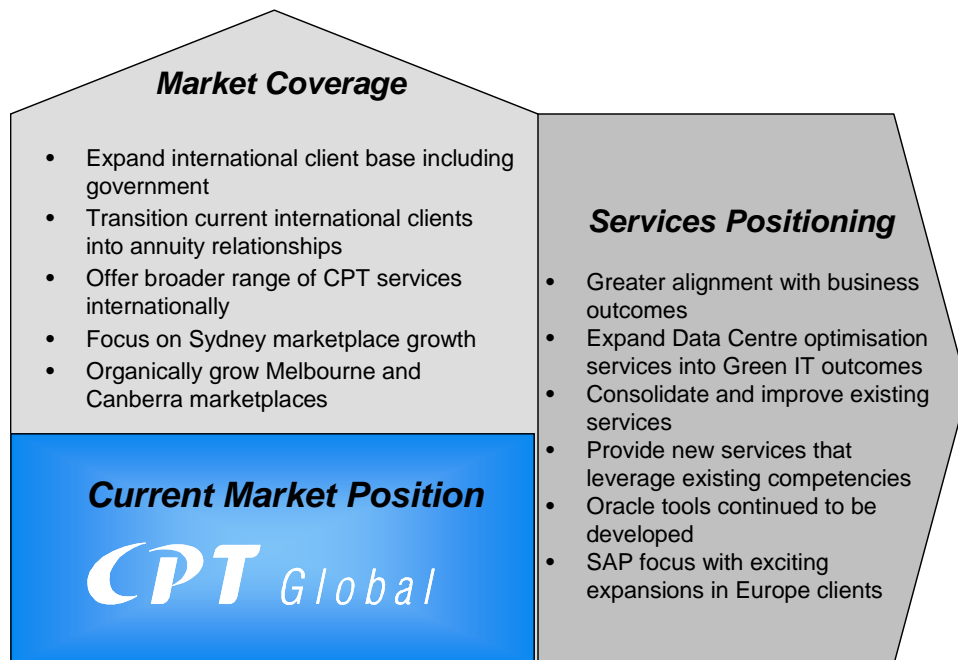 Market Coverage
• Expand international client base including
government
• Transition current international clients
into annuity relationships
• Offer broader range of CPT services
internationally
• Focus on Sydney marketplace growth
• Organically grow Melbourne and
Canberra marketplaces
Services Positioning
• Greater alignment with business
outcomes
• Expand Data Centre optimisation
services into Green IT outcomes
• Consolidate and improve existing
services
• Provide new services that
leverage existing competencies
• Oracle tools continued to be
developed
• SAP focus with exciting
expansions in Europe clients
Current Market Position
CPT Global